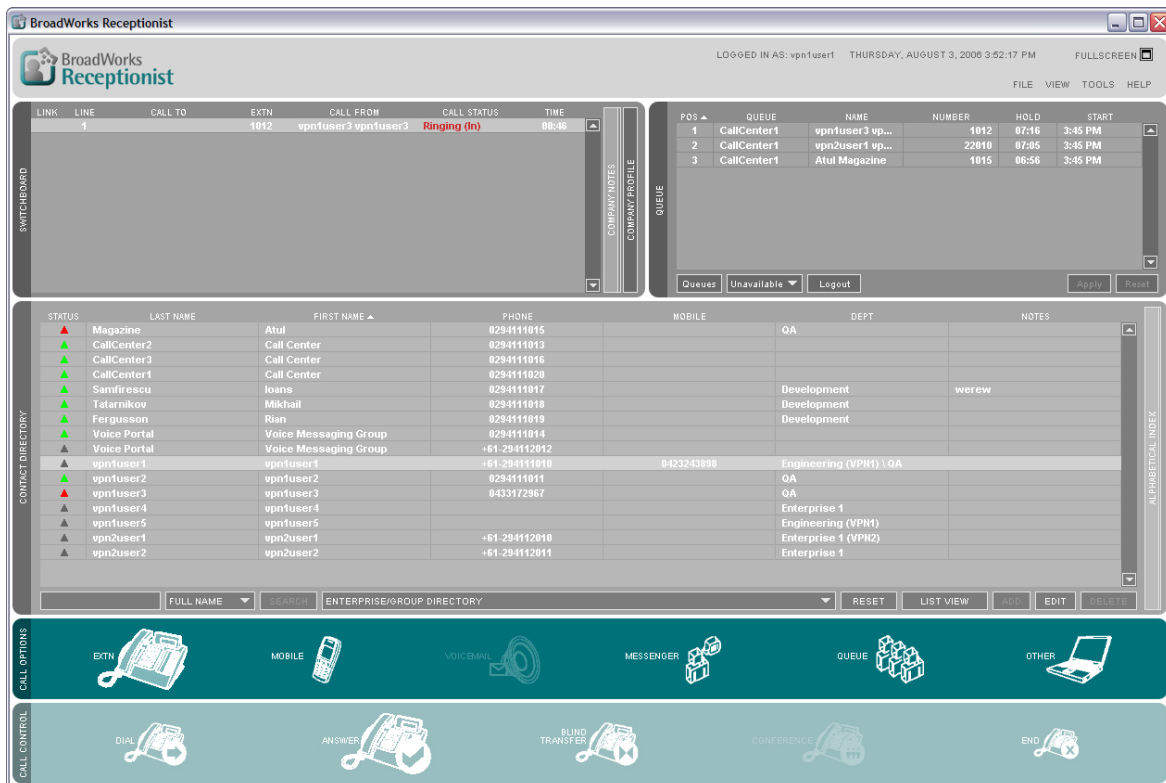 BroadWorks Receptionist
BroadWorks
Receptionist
LOGGED IN AS: vpn1user1 THURSDAY, AUGUST 3, 2006 3:52:17 PM FULLSCREEN
FILE VIEW TOOLS HELP
SWITCHBOARD
LINK LINE CALL TO EXTN CALL FROM CALL STATUS TIME
1 1012 vpn1user3 vpn1user3 Ringing (In) 00:46
COMPANY NOTES
COMPANY PROFILE
QUEUE
POS QUEUE NAME NUMBER HOLD START
1 CallCenter1 vpn1user3 vp... 1012 07:16 3:45 PM
2 CallCenter1 vpn2user1 vp... 22010 07:05 3:45 PM
3 CallCenter1 Atul Magazine 1015 06:56 3:45 PM
Queues Unavailable Logout Apply Reset
CONTACT DIRECTORY
STATUS LAST NAME FIRST NAME PHONE MOBILE DEPT NOTES
Magazine Atul 0294111015 QA
CallCenter2 Call Center 0294111013
CallCenter3 Call Center 0294111016
CallCenter1 Call Center 0294111020
Samfirescu Ioans 0294111017 Development werew
Tatarnikov Mikhail 0294111018 Development
Fergusson Rian 0294111019 Development
Voice Portal Voice Messaging Group 0294111014
Voice Portal Voice Messaging Group +61-294112012
vpn1user1 vpn1user1 +61-294111010 0423243898 Engineering (VPN1) \ QA
vpn1user2 vpn1user2 0294111011 QA
vpn1user3 vpn1user3 0433172967 QA
vpn1user4 vpn1user4 Enterprise 1
vpn1user5 vpn1user5 Engineering (VPN1)
vpn2user1 vpn2user1 +61-294112010 Enterprise 1 (VPN2)
vpn2user2 vpn2user2 +61-294112011 Enterprise 1
ALPHABETICAL INDEX
FULL NAME SEARCH ENTERPRISE/GROUP DIRECTORY RESET LIST VIEW ADD EDIT DELETE
CALL OPTIONS
EXTN MOBILE VOICEMAIL MESSENGER QUEUE OTHER
CALL CONTROL
DIAL ANSWER BLIND TRANSFER CONFERENCE END